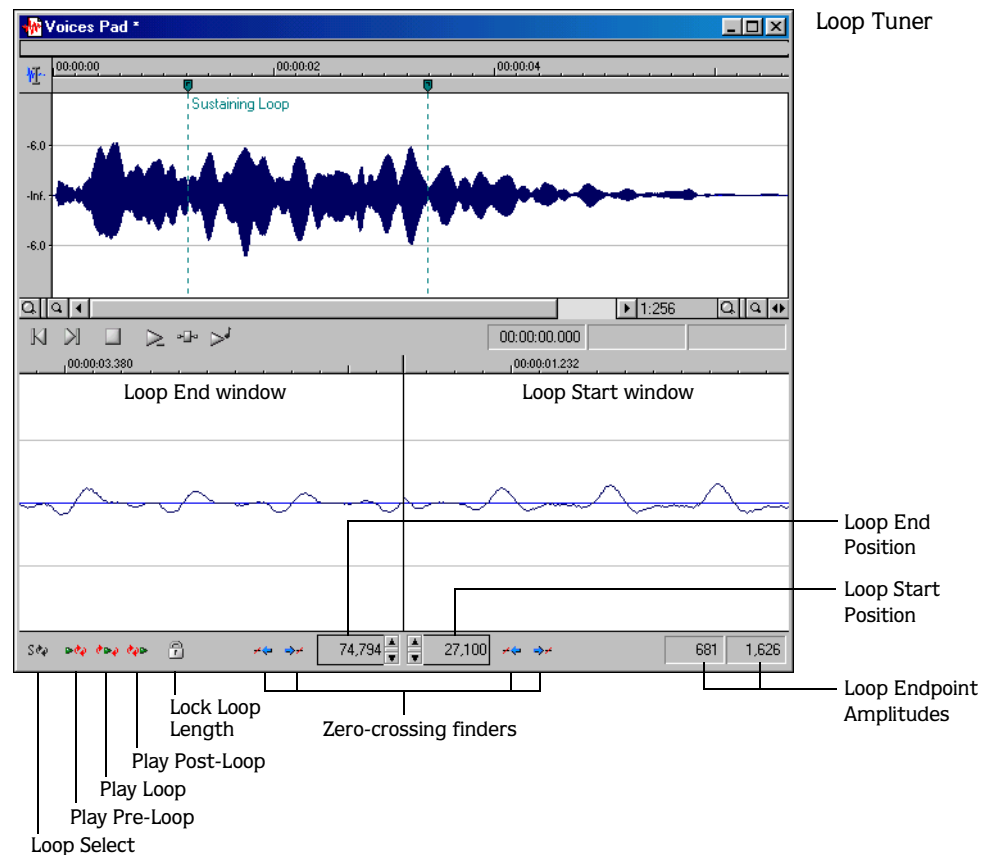 Voices Pad *
Loop Tuner
00:00:00
00:00:02
00:00:04
Sustaining Loop
-6.0
-Inf.
-6.0
1:256
00:00:00.000
00:00:03.380
00:00:01.232
Loop End window
Loop Start window
Loop End
Position
Loop Start
Position
S
74,794
27,100
681
1,626
Loop Endpoint
Amplitudes
Lock Loop
Length
Zero-crossing finders
Play Post-Loop
Play Loop
Play Pre-Loop
Loop Select